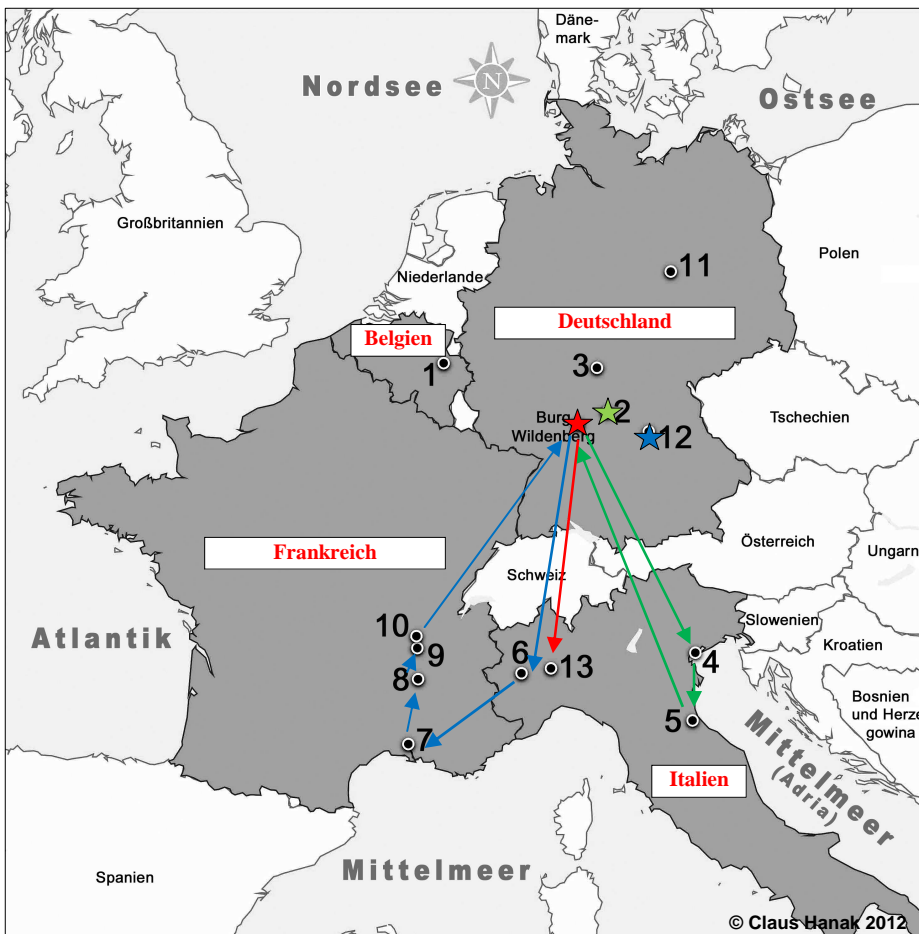 Däne-
mark
Nordsee
N
Ostsee
Großbritannien
Polen
Niederlande
11
Deutschland
Belgien
1
3
2
Burg
Wildenberg
12
Tschechien
Frankreich
Österreich
Ungarn
Schweiz
Slowenien
Atlantik
10
9
Kroatien
6
13
4
8
Bosnien
und Herze
gowina
7
5
Mittelmeer
(Adria)
Italien
Mittelmeer
Spanien
© Claus Hanak 2012